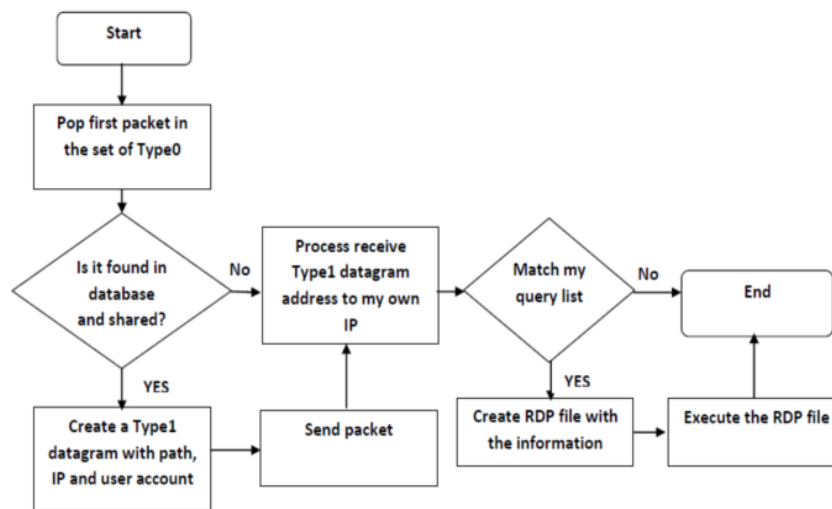 Start
Pop first packet in
the set of Type0
Is it found in
database
and shared?
No
YES
Create a Type1
datagram with path,
IP and user account
Send packet
Process receive
Type1 datagram
address to my own
IP
Match my
query list
No
YES
Create RDP file with
the information
Execute the RDP file
End